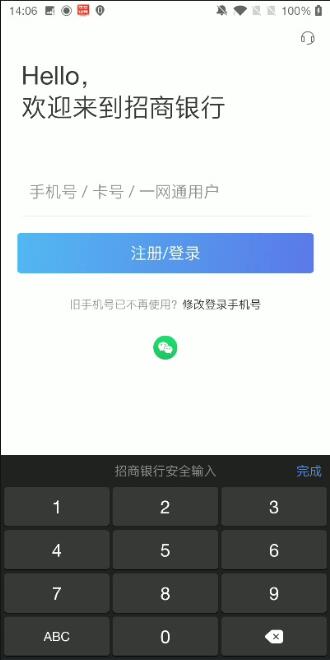 14:06
100%
Hello,
欢迎来到招商银行
手机号 / 卡号 / 一网通用户
注册/登录
旧手机号已不再使用? 修改登录手机号
招商银行安全输入
完成
1 2 3
4 5 6
7 8 9
ABC 0